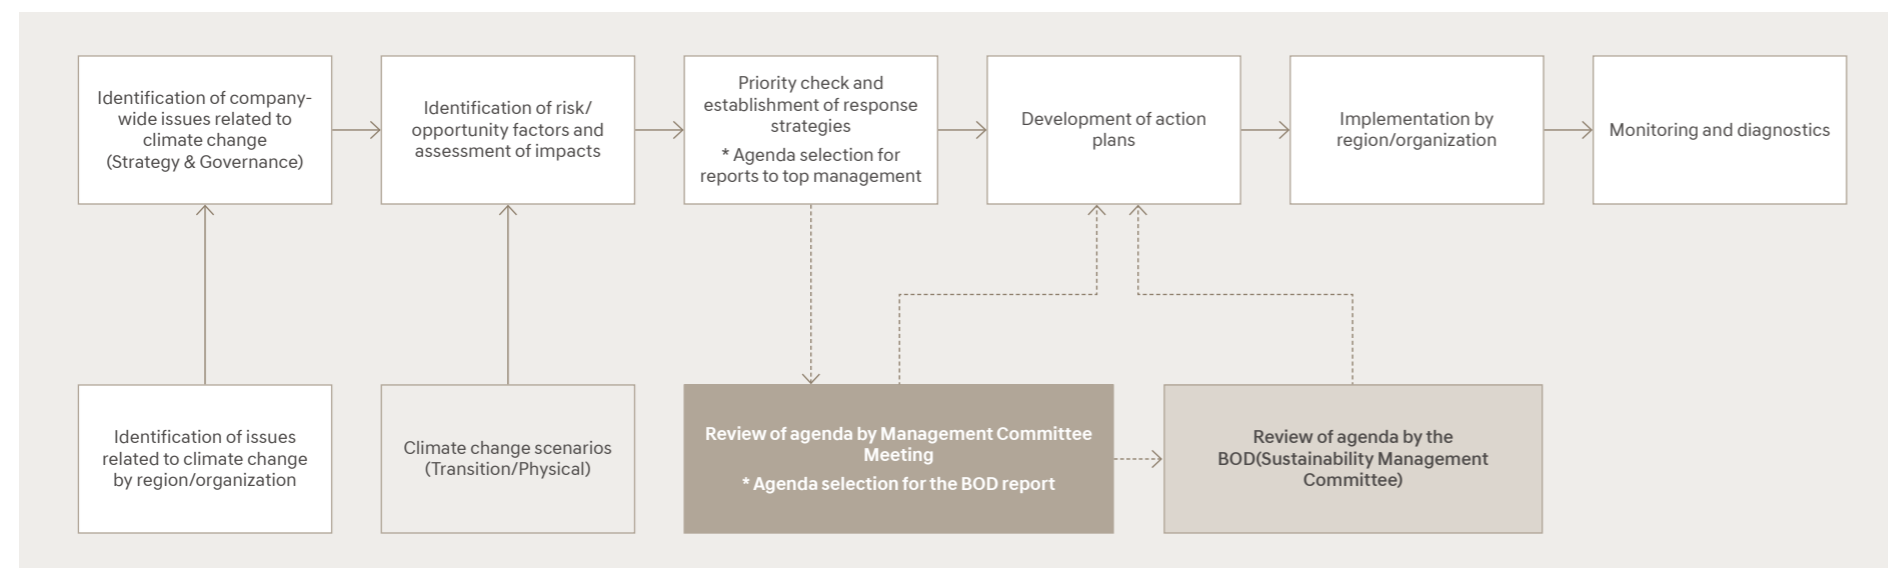 Identification of company-
wide issues related to
climate change
(Strategy & Governance)
Identification of risk/
opportunity factors and
assessment of impacts
Priority check and
establishment of response
strategies
* Agenda selection for
reports to top management
Development of action
plans
Implementation by
region/organization
Monitoring and diagnostics
Identification of issues
related to climate change
by region/organization
Climate change scenarios
(Transition/Physical)
Review of agenda by Management Committee
Meeting
* Agenda selection for the BOD report
Review of agenda by the
BOD(Sustainability Management
Committee)